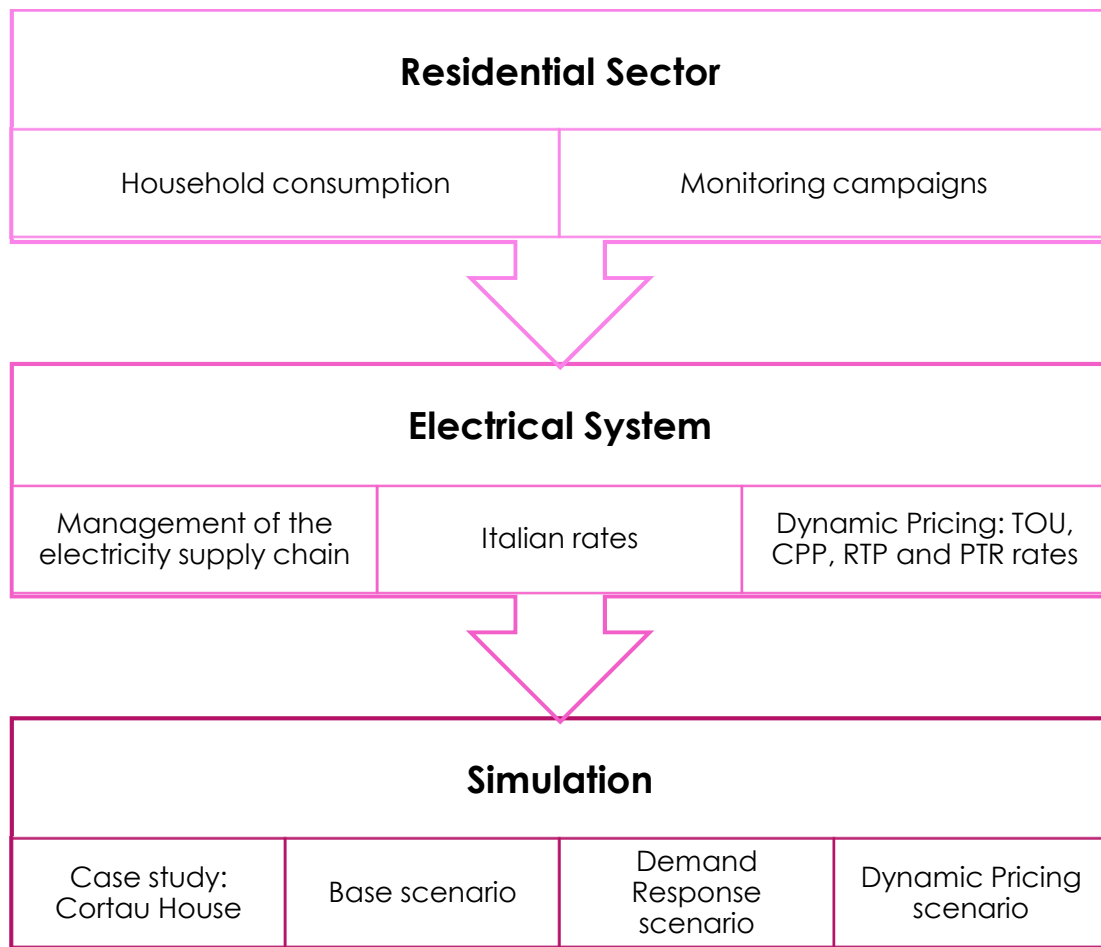 Residential Sector
Household consumption
Monitoring campaigns
Electrical System
Management of the
electricity supply chain
Italian rates
Dynamic Pricing: TOU,
CPP, RTP and PTR rates
Simulation
Case study:
Cortau House
Base scenario
Demand
Response
scenario
Dynamic Pricing
scenario